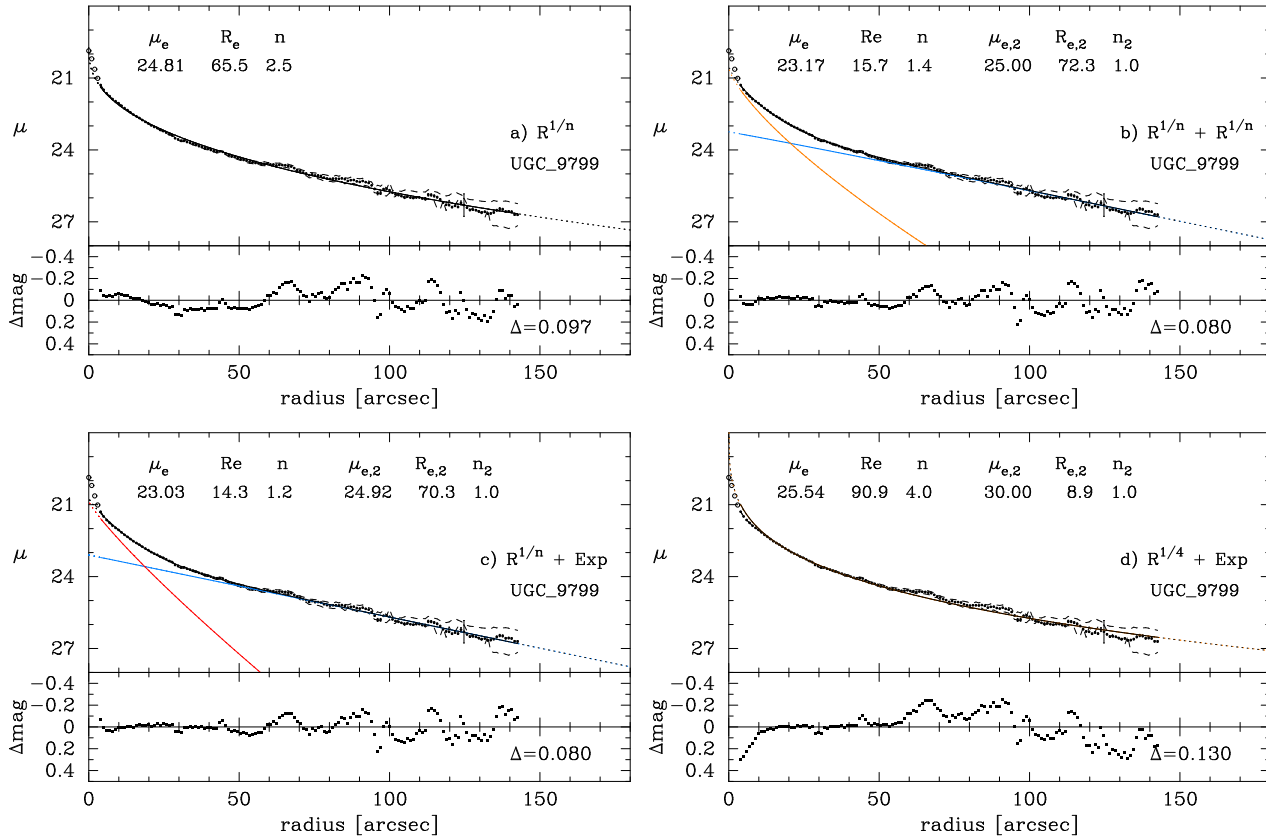 μe Re n
24.81 65.5 2.5
21
24
27
μ
a) R1/n
UGC_9799
−0.4
−0.2
0
0.2
0.4
Δmag
Δ=0.097
0 50 100 150
radius [arcsec]
μe Re n μe,2 Re,2 n2
23.17 15.7 1.4 25.00 72.3 1.0
21
24
27
μ
b) R1/n + R1/n
UGC_9799
−0.4
−0.2
0
0.2
0.4
Δmag
Δ=0.080
0 50 100 150
radius [arcsec]
μe Re n μe,2 Re,2 n2
23.03 14.3 1.2 24.92 70.3 1.0
21
24
27
μ
c) R1/n + Exp
UGC_9799
−0.4
−0.2
0
0.2
0.4
Δmag
Δ=0.080
0 50 100 150
radius [arcsec]
μe Re n μe,2 Re,2 n2
25.54 90.9 4.0 30.00 8.9 1.0
21
24
27
μ
d) R1/4 + Exp
UGC_9799
−0.4
−0.2
0
0.2
0.4
Δmag
Δ=0.130
0 50 100 150
radius [arcsec]